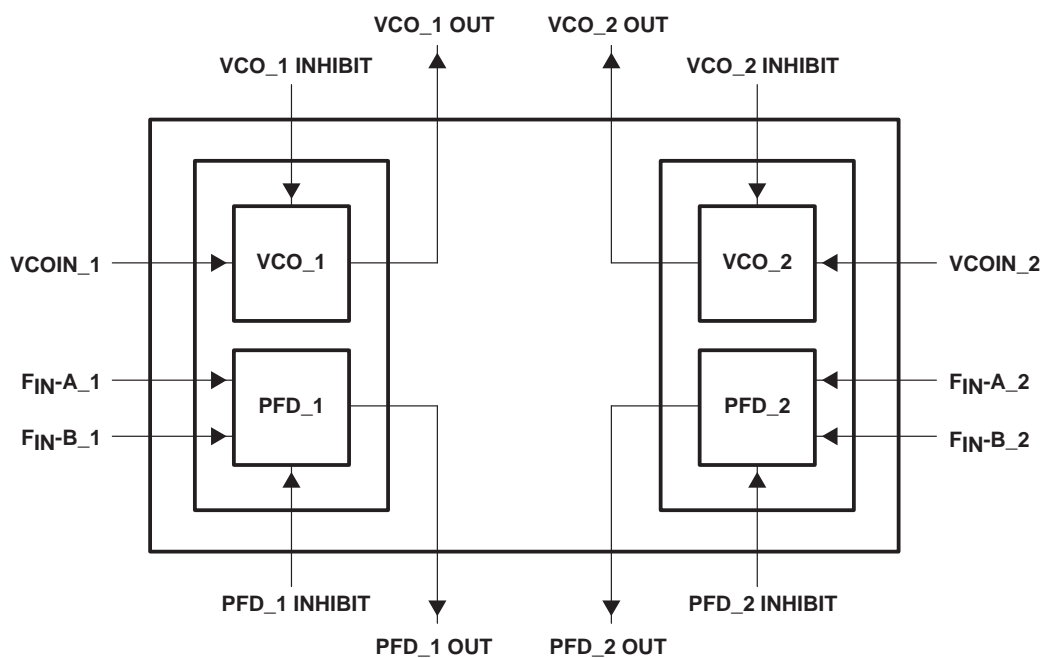 VCO_1 OUT
VCO_2 OUT
VCO_1 INHIBIT
VCO_2 INHIBIT
VCOIN_1
VCO_1
VCO_2
VCOIN_2
FIN-A_1
FIN-A_2
PFD_1
PFD_2
FIN-B_1
FIN-B_2
PFD_1 INHIBIT
PFD_2 INHIBIT
PFD_1 OUT
PFD_2 OUT